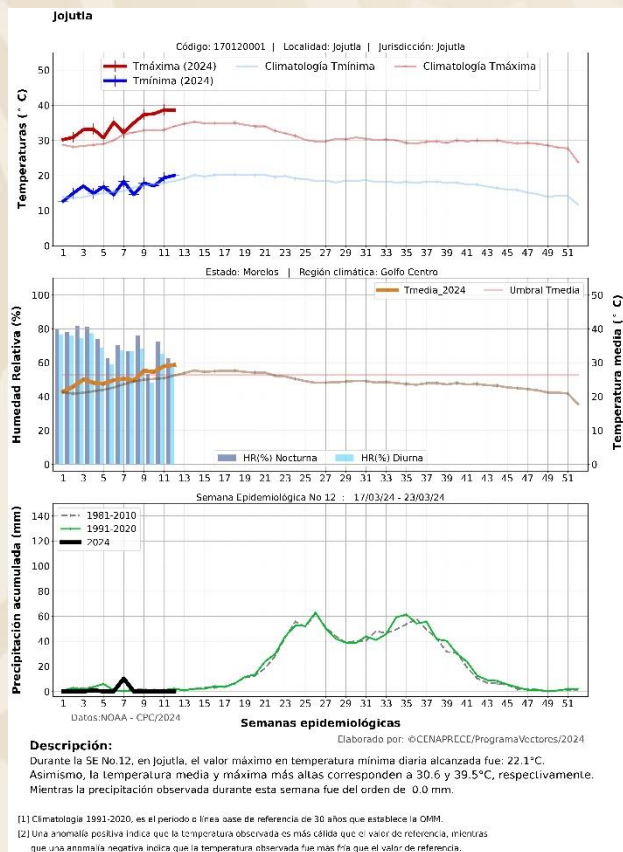 Jojutla
Código: 170120001 | Localidad: Jojutla | Jurisdicción: Jojutla
Tmáxima (2024) Climatología Tmínima Climatología Tmáxima
Tmínima (2024)
Temperaturas (° C)
50
40
30
20
10
0
1 3 5 7 9 11 13 15 17 19 21 23 25 27 29 31 33 35 37 39 41 43 45 47 49 51
Estado: Morelos | Región climática: Golfo Centro
Tmedia_2024 Umbral Tmedia
Humedad Relativa (%)
100
80
60
40
20
0
Temperatura media (° C)
50
40
30
20
10
0
HR(%) Nocturna HR(%) Diurna
1 3 5 7 9 11 13 15 17 19 21 23 25 27 29 31 33 35 37 39 41 43 45 47 49 51
Semana Epidemiológica No 12 : 17/03/24 - 23/03/24
1981-2010
1991-2020
2024
Precipitación acumulada (mm)
140
120
100
80
60
40
20
0
1 3 5 7 9 11 13 15 17 19 21 23 25 27 29 31 33 35 37 39 41 43 45 47 49 51
Datos:NOAA - CPC/2024
Semanas epidemiológicas
Elaborado por: ©CENAPRECE/ProgramaVectores/2024
Descripción:
Durante la SE No.12, en Jojutla, el valor máximo en temperatura mínima diaria alcanzada fue: 22.1°C.
Asimismo, la temperatura media y máxima más altas corresponden a 30.6 y 39.5°C, respectivamente.
Mientras la precipitación observada durante esta semana fue del orden de 0.0 mm.
[1] Climatología 1991-2020, es el periodo o línea base de referencia de 30 años que establece la OMM.
[2] Una anomalía positiva indica que la temperatura observada es más cálida que el valor de referencia, mientras
que una anomalía negativa indica que la temperatura observada fue más fría que el valor de referencia.